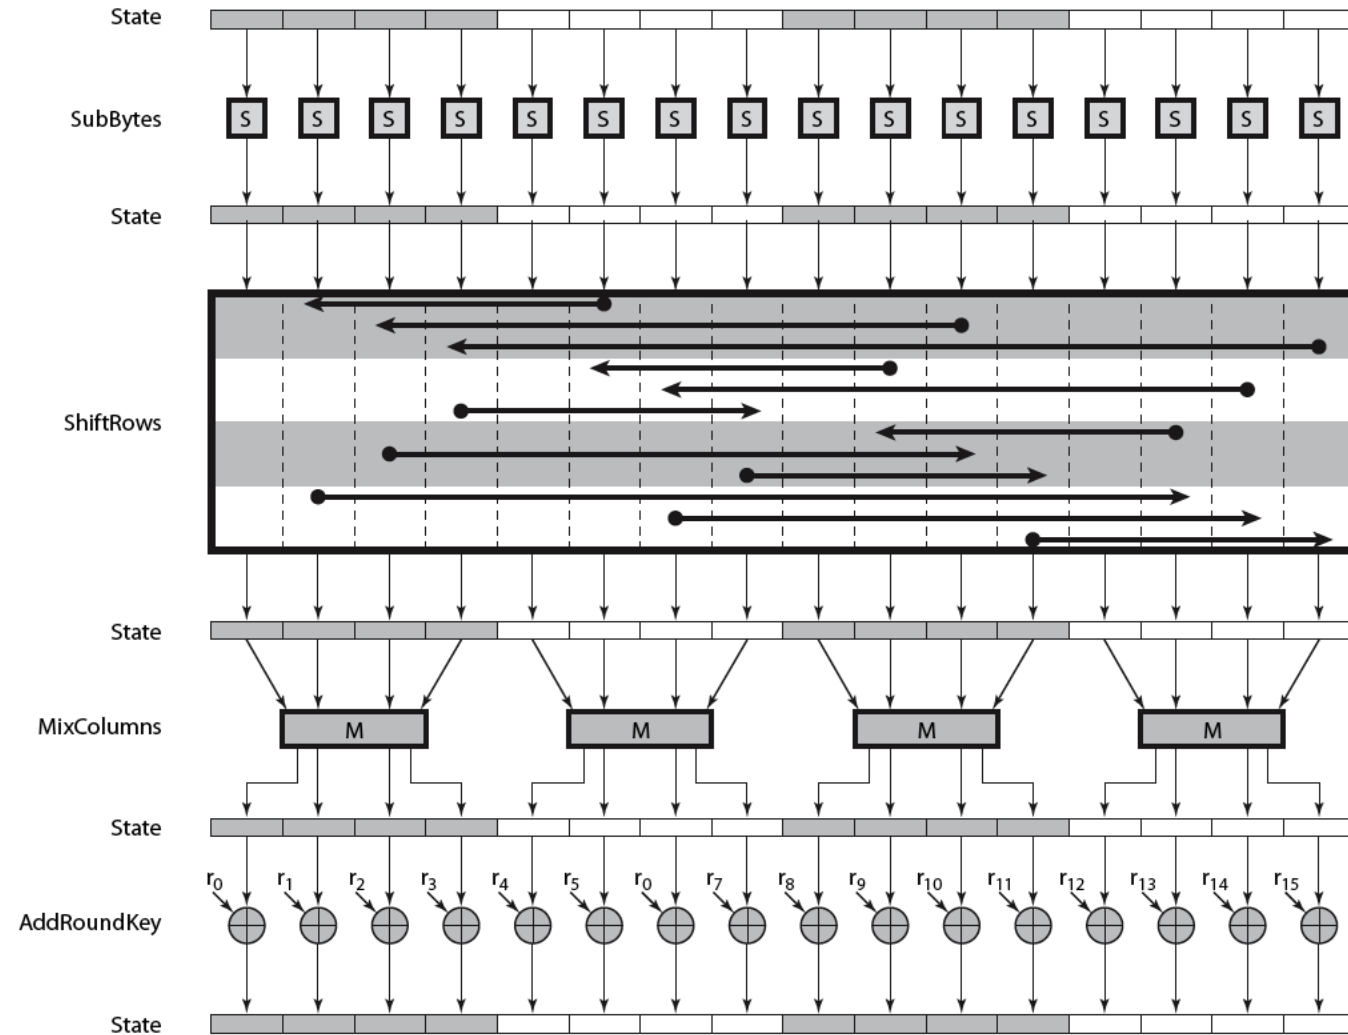 State
SubBytes S S S S S S S S S S S S S S S S
State
ShiftRows
State
MixColumns M M M M
State
r0 r1 r2 r3 r4 r5 r0 r7 r8 r9 r10 r11 r12 r13 r14 r15
AddRoundKey
State